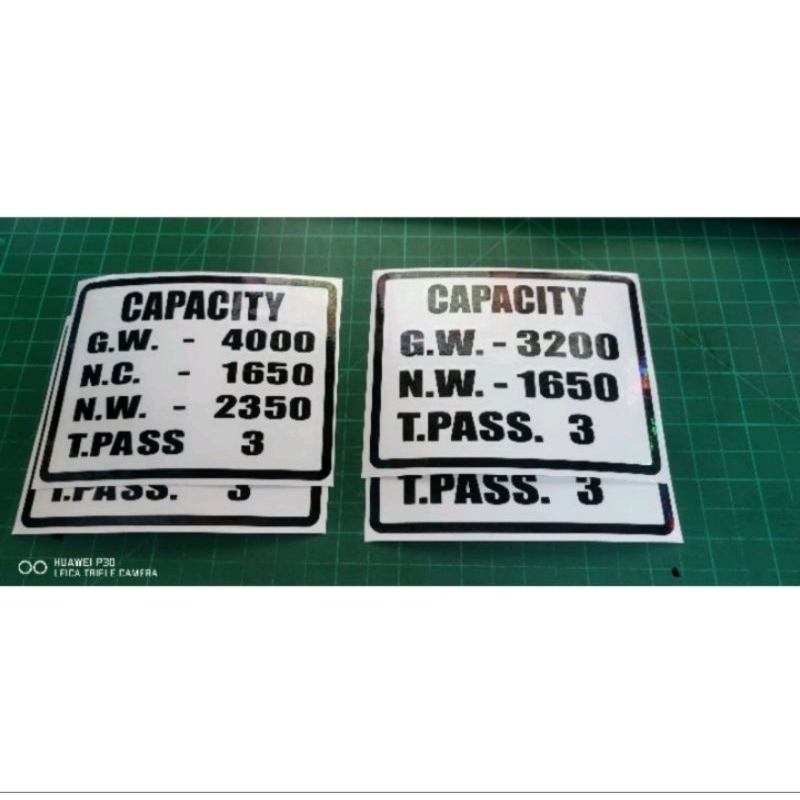 CAPACITY
G.W. - 4000
N.C. - 1650
N.W. - 2350
T.PASS 3
T.PASS. 3
CAPACITY
G.W. - 3200
N.W. - 1650
T.PASS. 3
T.PASS. 3
HUAWEI P30
LEICA TRIPLE CAMERA